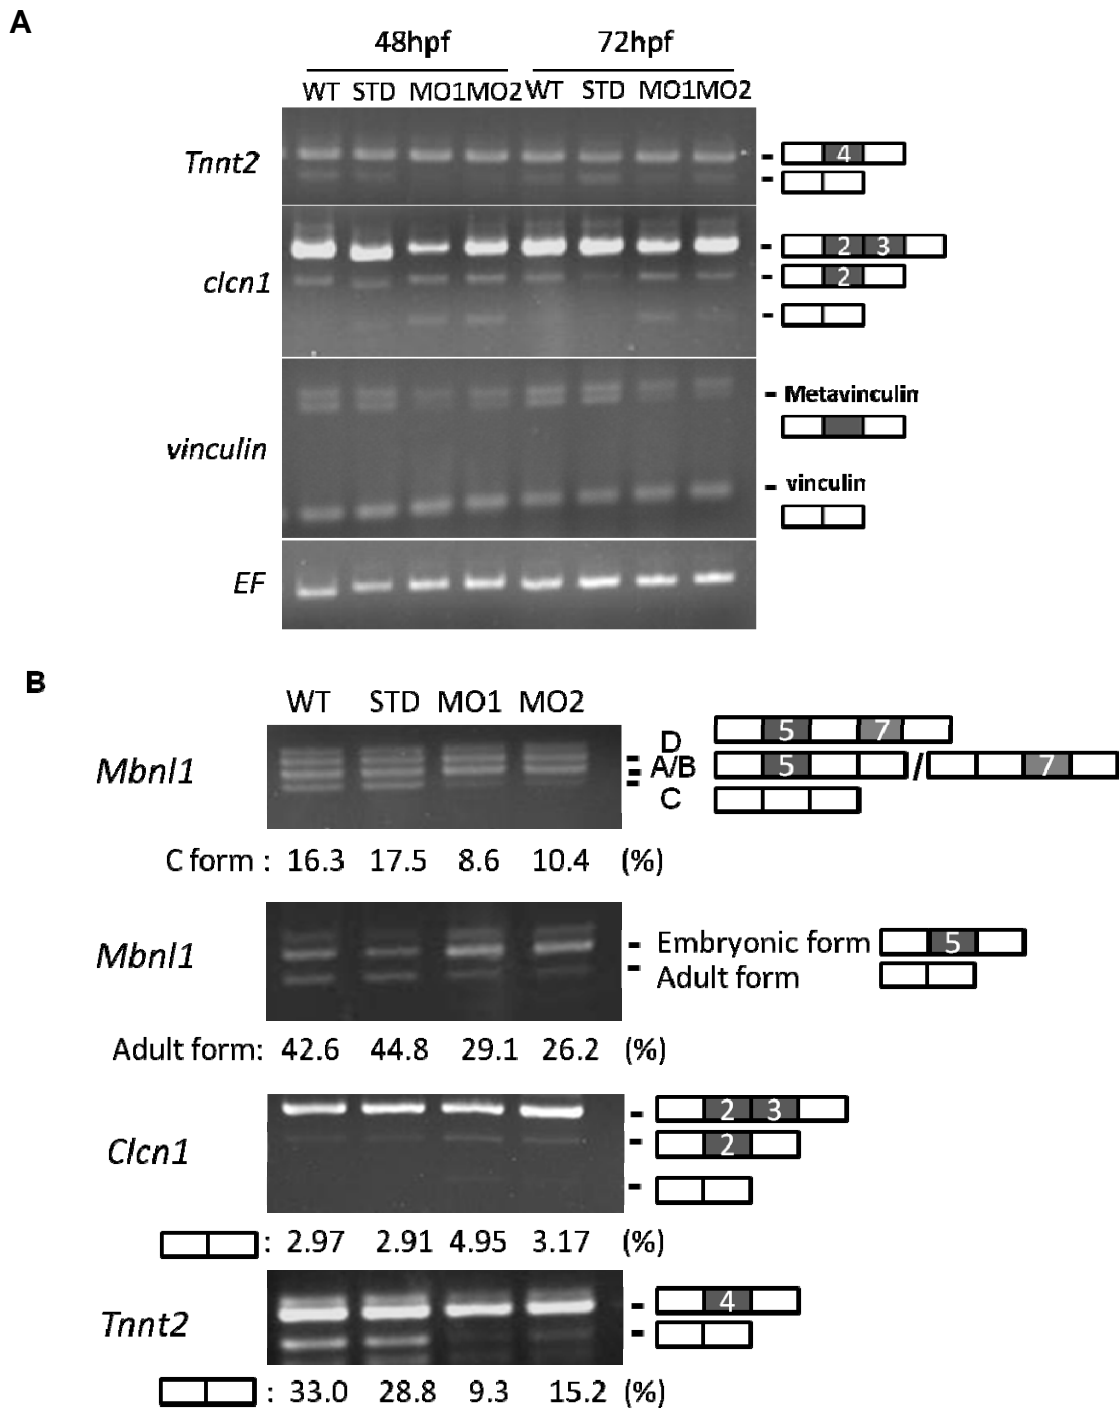 A
48hpf 72hpf
WT STD MO1 MO2 WT STD MO1 MO2
Tnnt2
4
clcn1
2 3
2
vinculin
Metavinculin
vinculin
EF
B
WT STD MO1 MO2
Mbnl1
D 5 7
A/B 5 / 7
C
C form : 16.3 17.5 8.6 10.4 (%)
Mbnl1
Embryonic form 5
Adult form
Adult form: 42.6 44.8 29.1 26.2 (%)
Clcn1
2 3
2
: 2.97 2.91 4.95 3.17 (%)
Tnnt2
4
: 33.0 28.8 9.3 15.2 (%)